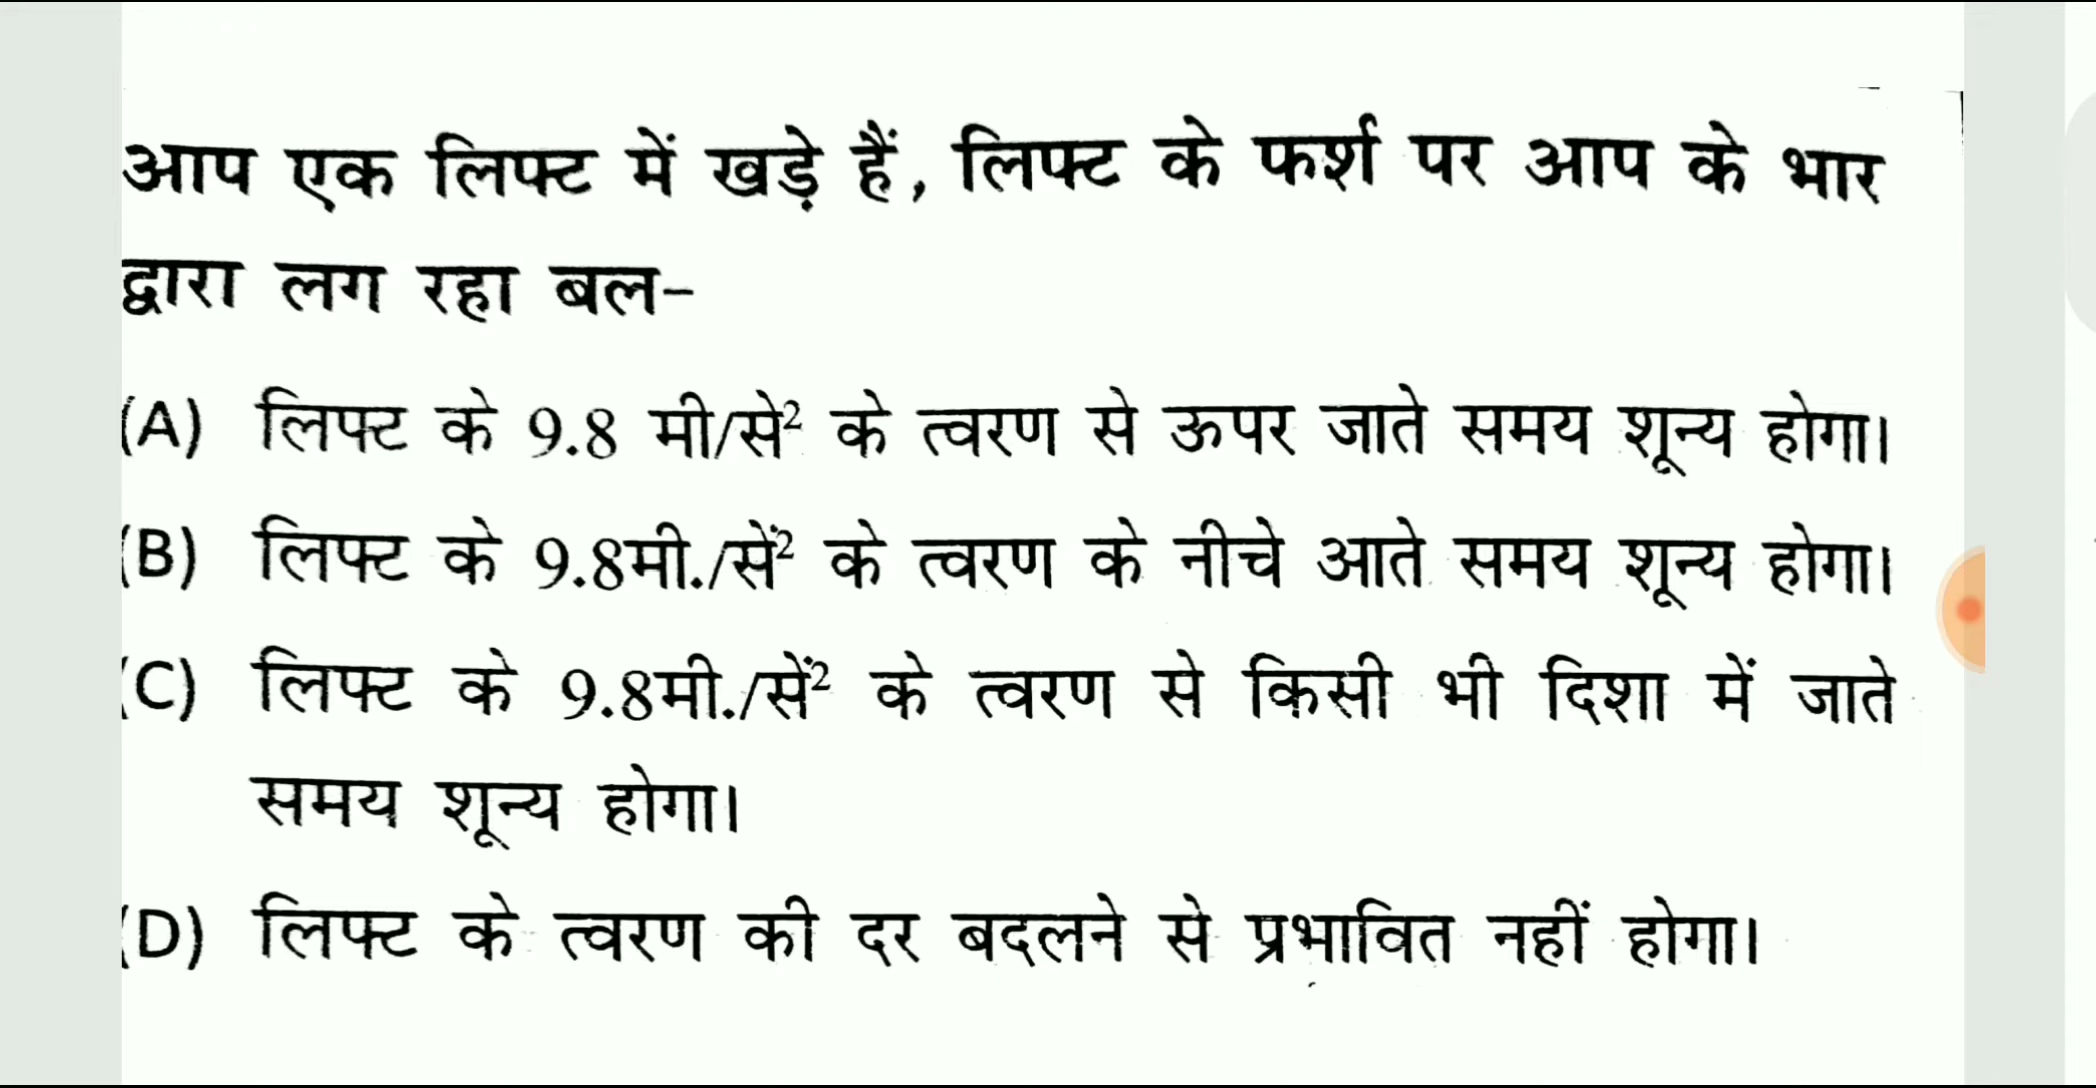 आप एक लिफ्ट में खड़े हैं, लिफ्ट के फर्श पर आप के भार
द्वारा लग रहा बल-
(A) लिफ्ट के 9.8 मी/से² के त्वरण से ऊपर जाते समय शून्य होगा।
(B) लिफ्ट के 9.8मी./सें² के त्वरण के नीचे आते समय शून्य होगा।
(C) लिफ्ट के 9.8मी./सें² के त्वरण से किसी भी दिशा में जाते
समय शून्य होगा।
(D) लिफ्ट के त्वरण की दर बदलने से प्रभावित नहीं होगा।